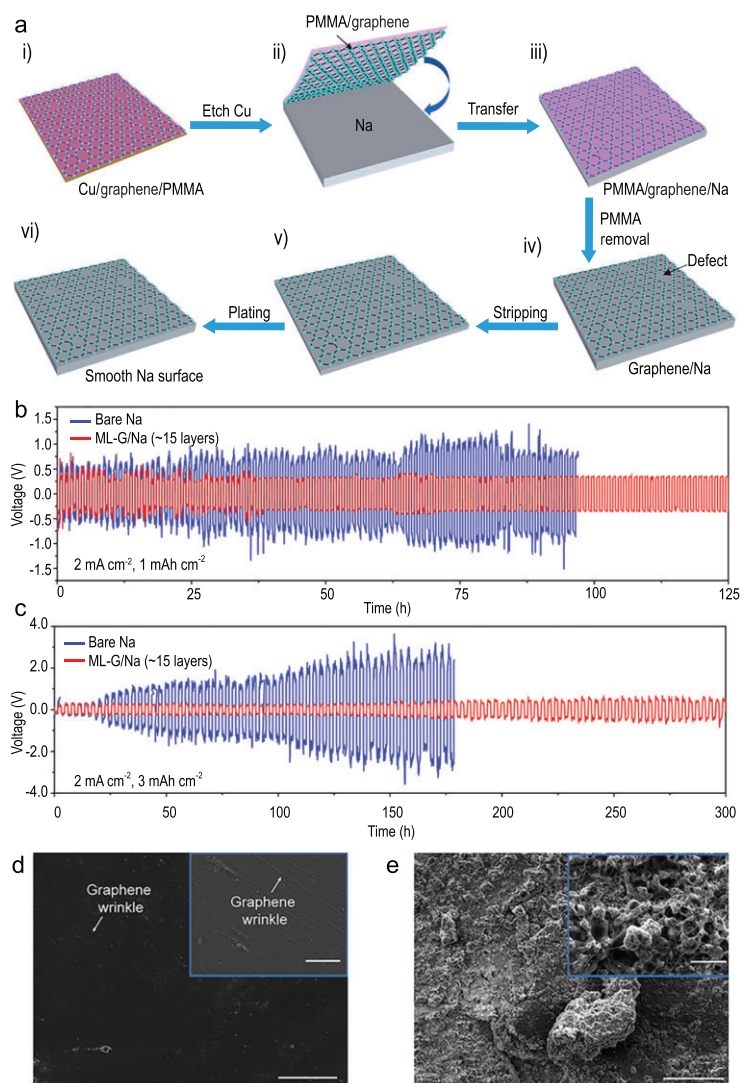 a
i)
ii)
PMMA/graphene
iii)
Etch Cu
Na
Transfer
Cu/graphene/PMMA
PMMA/graphene/Na
PMMA
removal
vi)
v)
iv)
Defect
Plating
Stripping
Smooth Na surface
Graphene/Na
b
1.5
1.0
0.5
0.0
-0.5
-1.0
-1.5
Voltage (V)
Bare Na
ML-G/Na (~15 layers)
2 mA cm-2, 1 mAh cm-2
0 25 50 75 100 125
Time (h)
c
4.0
2.0
0.0
-2.0
-4.0
Voltage (V)
Bare Na
ML-G/Na (~15 layers)
2 mA cm-2, 3 mAh cm-2
0 50 100 150 200 250 300
Time (h)
d
Graphene
wrinkle
Graphene
wrinkle
e